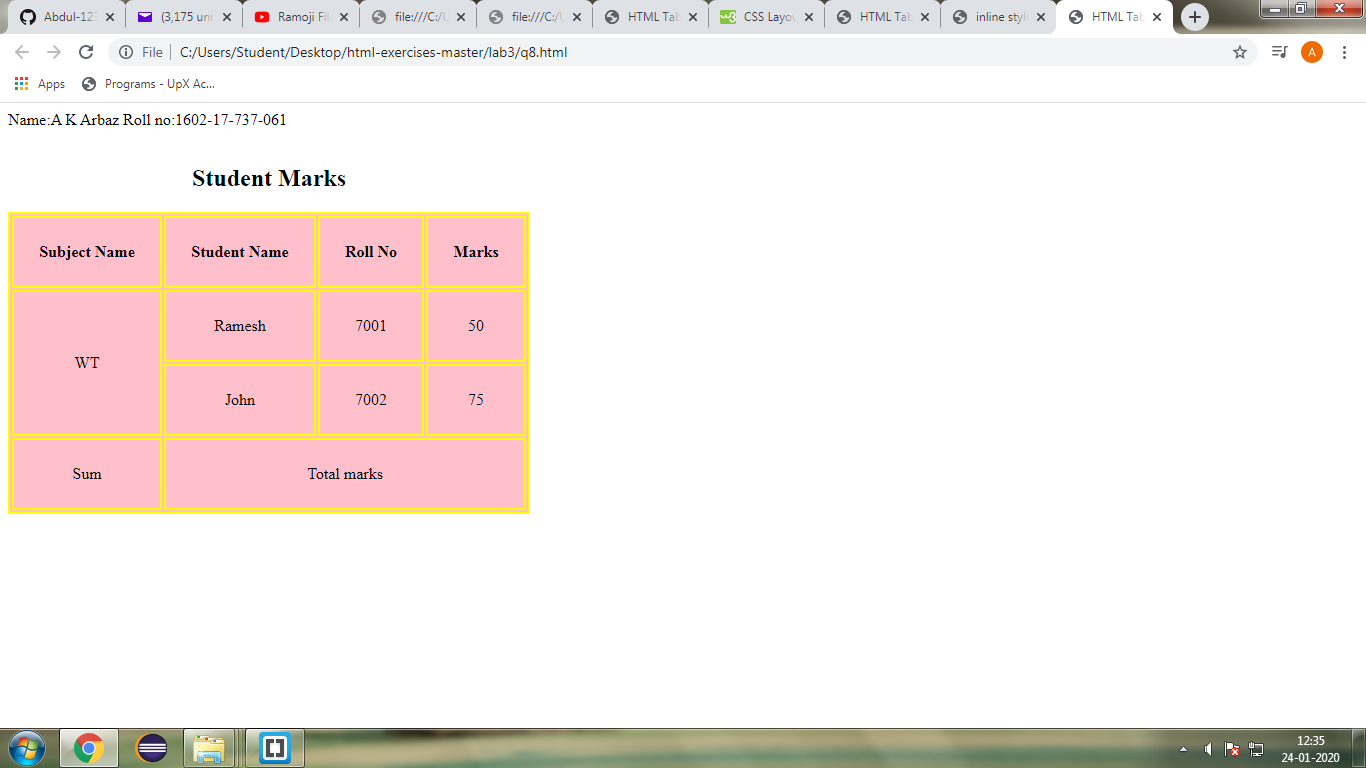 Abdul-12
(3,175 un
Ramoji Fil
file:///C:/U
file:///C:/U
HTML Tab
CSS Layou
HTML Tab
inline style
HTML Tab
File
C:/Users/Student/Desktop/html-exercises-master/lab3/q8.html
A
Apps
Programs - UpX Ac...
Name:A K Arbaz Roll no:1602-17-737-061
Student Marks
Subject Name Student Name Roll No Marks
WT
Ramesh 7001 50
John 7002 75
Sum Total marks
12:35
24-01-2020